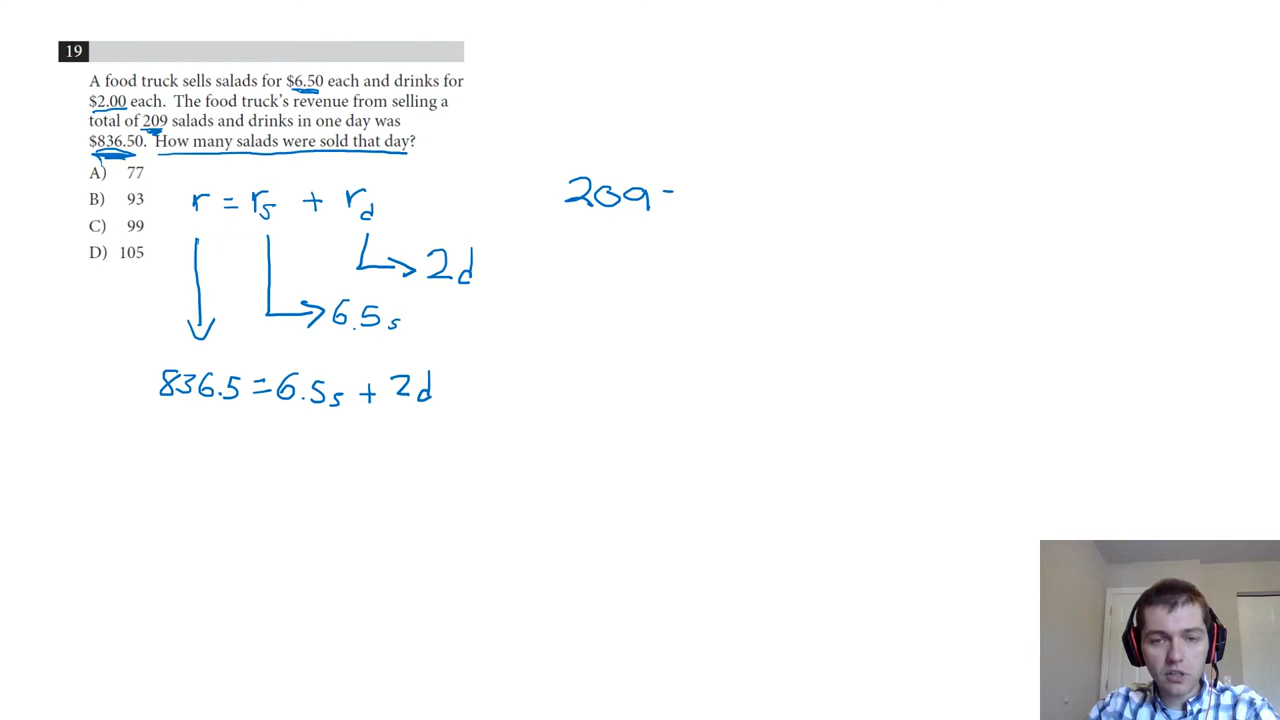 19
A food truck sells salads for $6.50 each and drinks for
$2.00 each. The food truck's revenue from selling a
total of 209 salads and drinks in one day was
$836.50. How many salads were sold that day?
A) 77
B) 93
C) 99
D) 105
r = rs + rd
2d
6.5s
836.5 = 6.5s + 2d
209 -